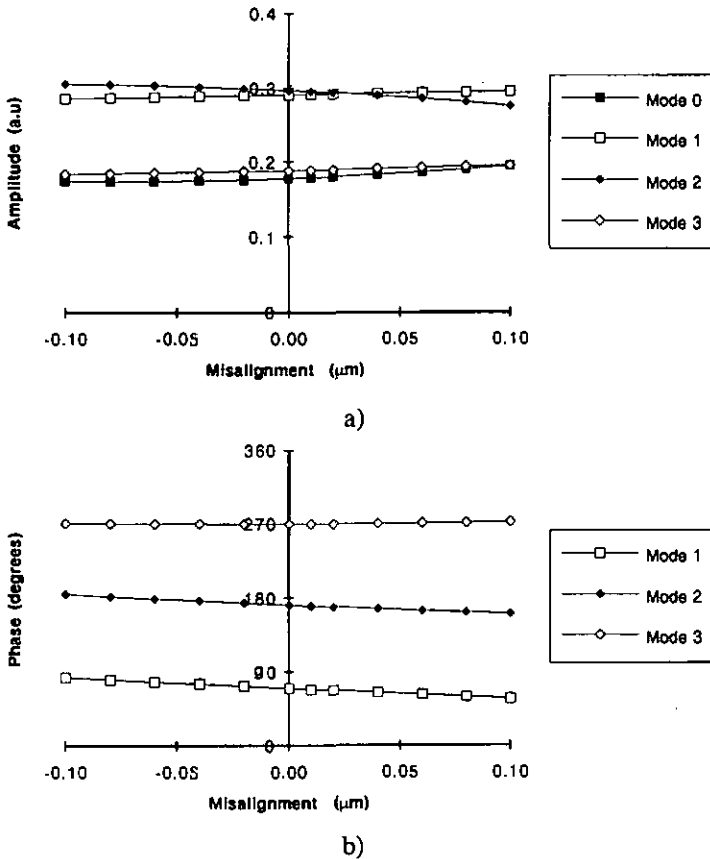 0.4
0.3
0.2
0.1
0
Amplitude (a.u)
-0.10 -0.05 0.00 0.05 0.10
Misalignment (μm)
Mode 0
Mode 1
Mode 2
Mode 3
a)
360
270
180
90
0
Phase (degrees)
-0.10 -0.05 0.00 0.05 0.10
Misalignment (μm)
Mode 1
Mode 2
Mode 3
b)